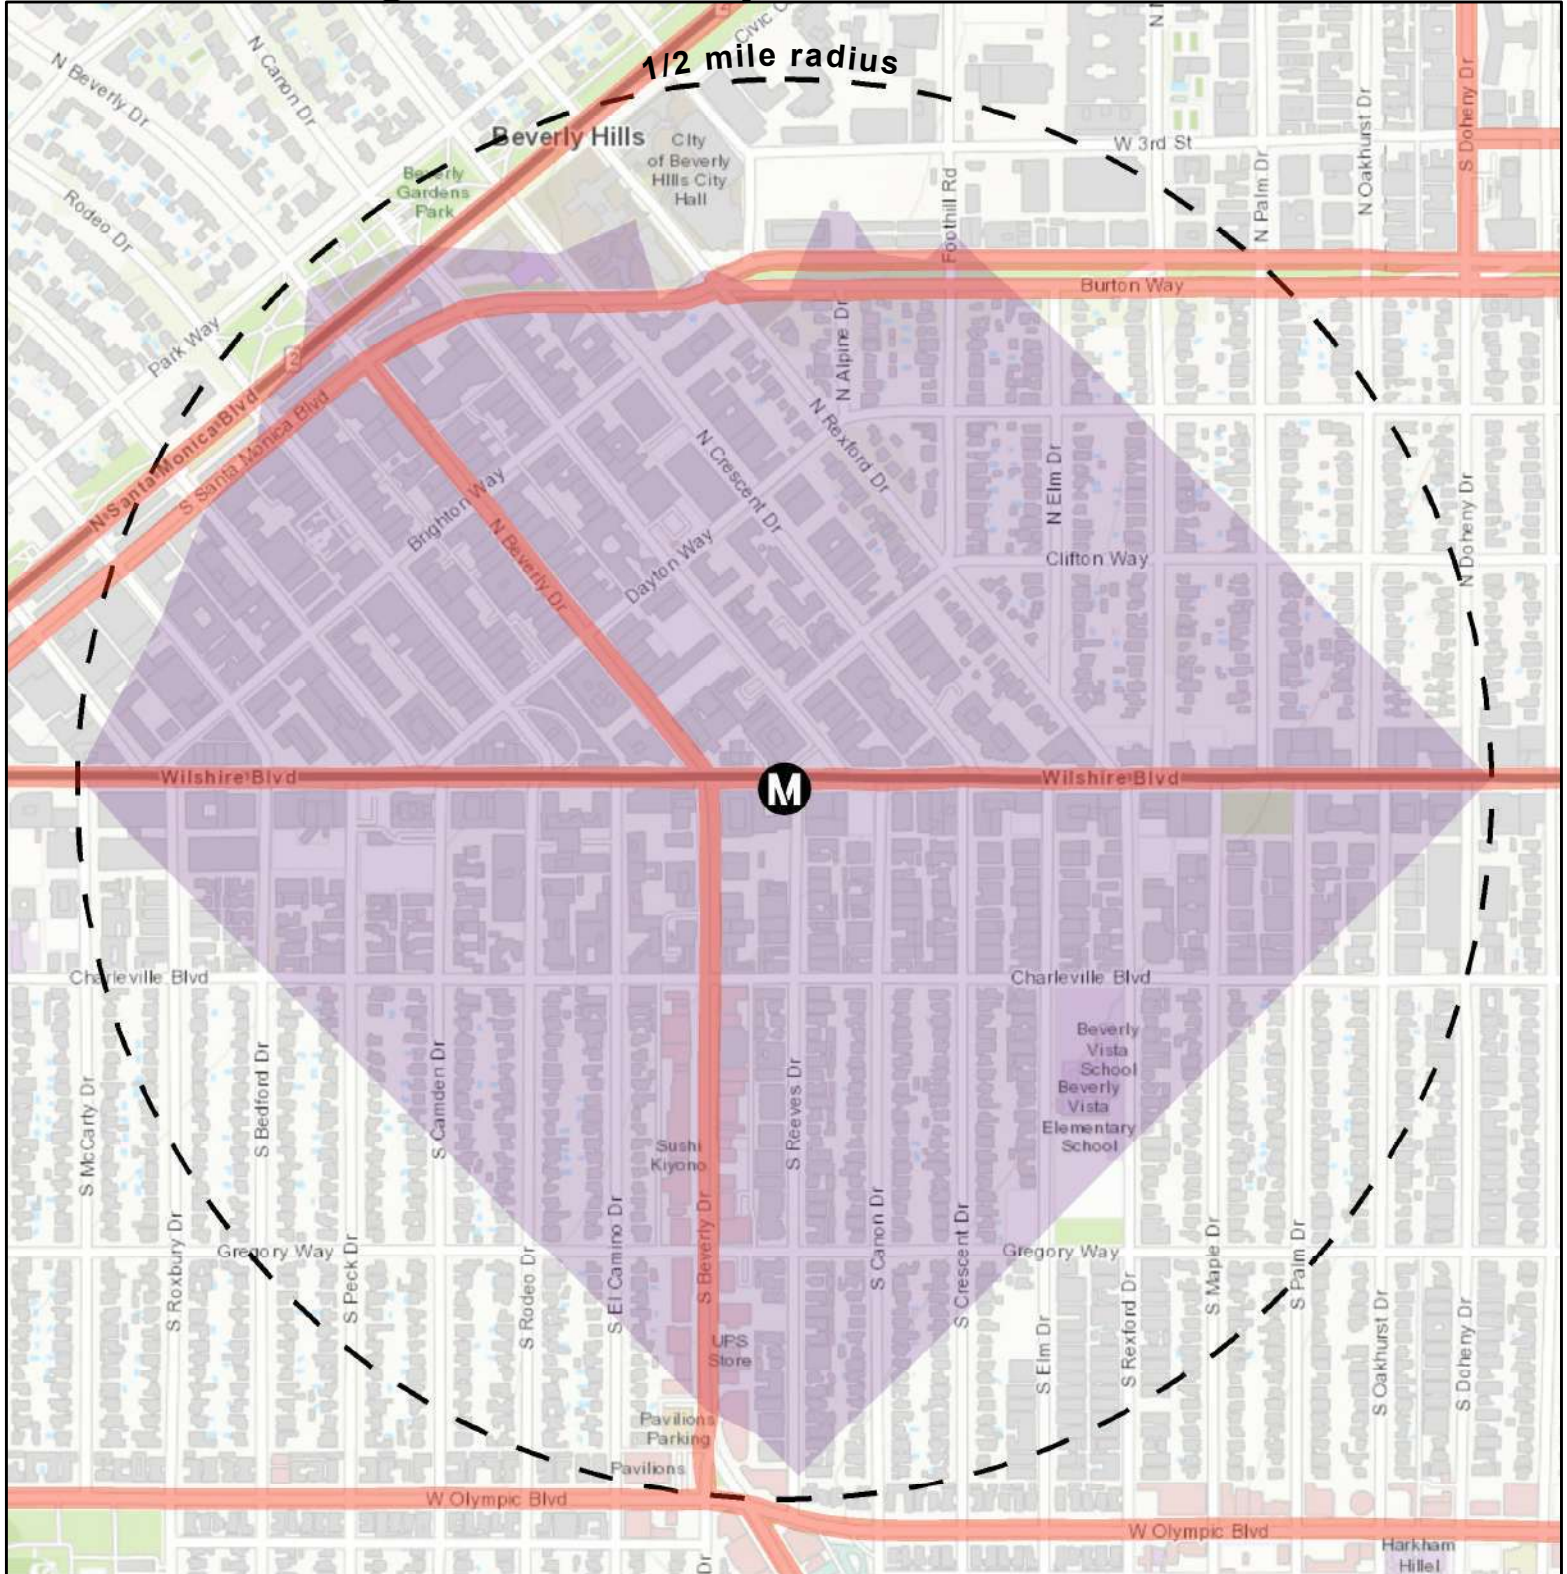 1/2 mile radius
N Beverly Dr
N Canon Dr
Civic C
Beverly Hills
City
of Beverly
Hills City
Hall
W 3rd St
N Palm Dr
N Oakhurst Dr
S Doheny Dr
Beverly
Gardens
Park
Rodeo Dr
Foothill Rd
Burton Way
Park Way
2
N Santa Monica Blvd
S Santa Monica Blvd
N Alpine Dr
N Rexford Dr
N Crescent Dr
Brighton Way
N Beverly Dr
Dayton Way
N Elm Dr
Clifton Way
N Doheny Dr
Wilshire Blvd
M
Wilshire Blvd
Charleville Blvd
Charleville Blvd
Beverly
Vista
School
Beverly
Vista
Elementary
School
S McCarty Dr
S Bedford Dr
S Camden Dr
Sushi
Kiyono
S Reeves Dr
S Roxbury Dr
Gregory Way
S Peck Dr
S Rodeo Dr
S El Camino Dr
S Beverly Dr
S Canon Dr
S Crescent Dr
Gregory Way
S Elm Dr
S Rexford Dr
S Maple Dr
S Palm Dr
S Oakhurst Dr
S Doheny Dr
UPS
Store
Pavilions
Parking
Pavilions
W Olympic Blvd
W Olympic Blvd
Dr
Harkham
Hillel